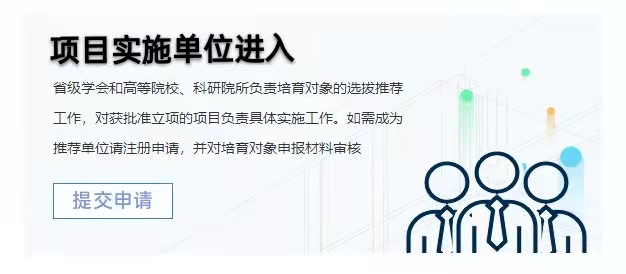 项目实施单位进入
省级学会和高等院校、科研院所负责培育对象的选拔推荐
工作，对获批准立项的项目负责具体实施工作。如需成为
推荐单位请注册申请，并对培育对象申报材料审核
提交申请